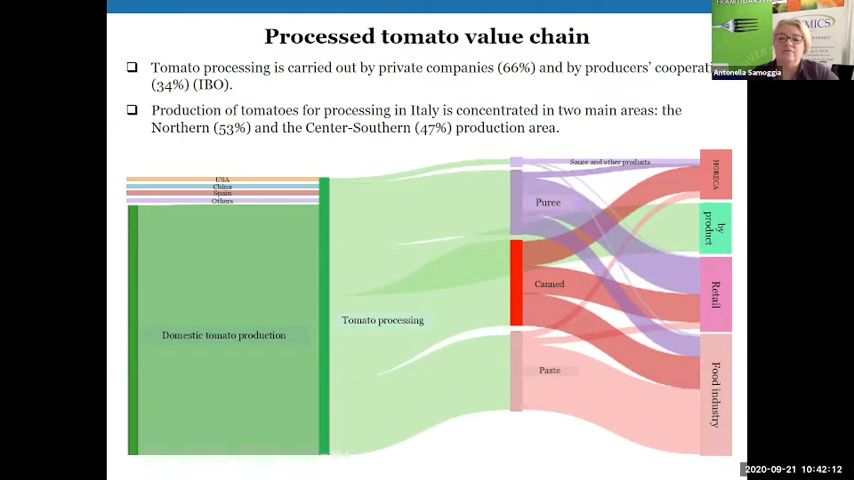 Processed tomato value chain
Tomato processing is carried out by private companies (66%) and by producers' cooperati
(34%) (IBO).
Production of tomatoes for processing in Italy is concentrated in two main areas: the
Northern (53%) and the Center-Southern (47%) production area.
Antonella Samoggia
USA
China
Spain
Others
Domestic tomato production
Tomato processing
Sauce and other products
Puree
Canned
Paste
HORECA
by
product
Retail
Food industry
2020-09-21 10:42:12